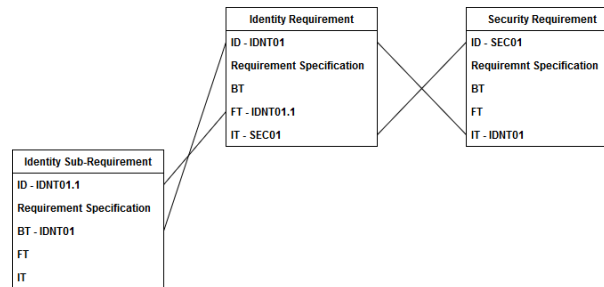 Identity Requirement
ID - IDNT01
Requirement Specification
BT
FT - IDNT01.1
IT - SEC01
Security Requirement
ID - SEC01
Requiremnt Specification
BT
FT
IT - IDNT01
Identity Sub-Requirement
ID - IDNT01.1
Requirement Specification
BT - IDNT01
FT
IT